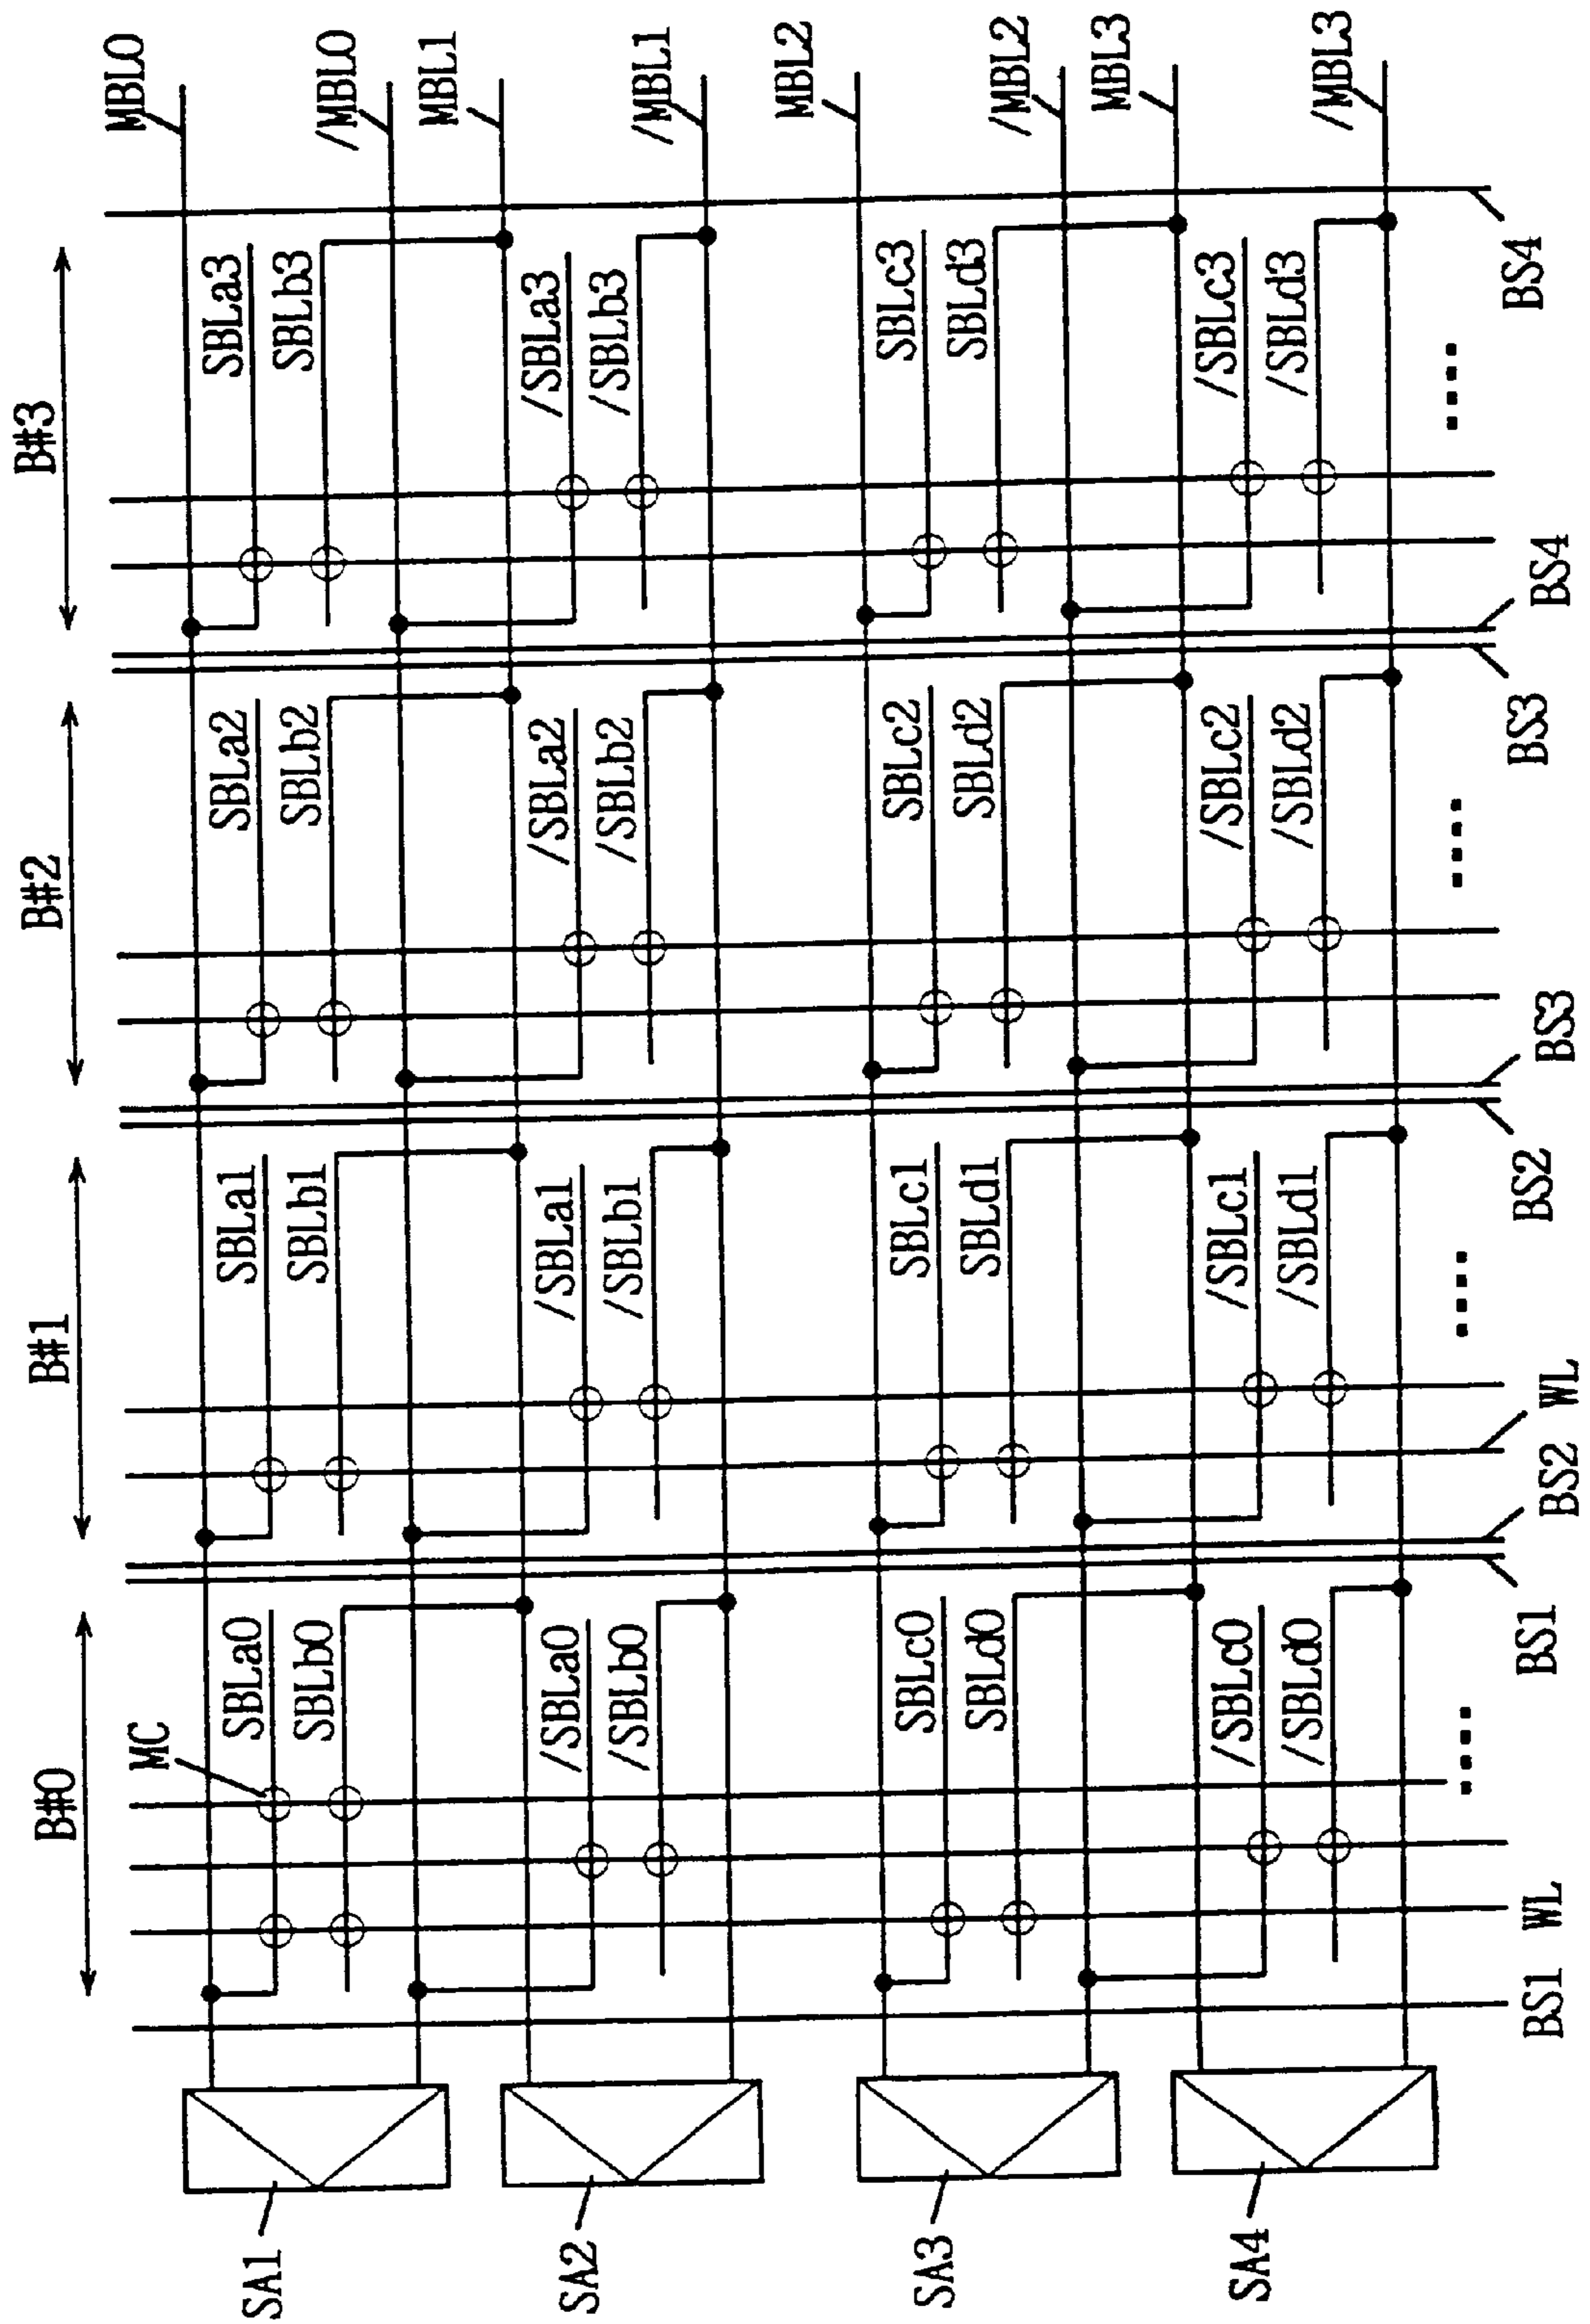 B#0
B#1
B#2
B#3
MC
MBL0
SBLa0
SBLa1
SBLa2
SBLa3
SBLb0
SBLb1
SBLb2
SBLb3
/MBL0
MBL1
/SBLa0
/SBLa1
/SBLa2
/SBLa3
/SBLb0
/SBLb1
/SBLb2
/SBLb3
/MBL1
MBL2
SBLc0
SBLc1
SBLc2
SBLc3
SBLd0
SBLd1
SBLd2
SBLd3
/MBL2
MBL3
/SBLc0
/SBLc1
/SBLc2
/SBLc3
/SBLd0
/SBLd1
/SBLd2
/SBLd3
/MBL3
SA1
SA2
SA3
SA4
BS1
WL
BS1
BS2
WL
BS2
BS3
BS3
BS4
BS4